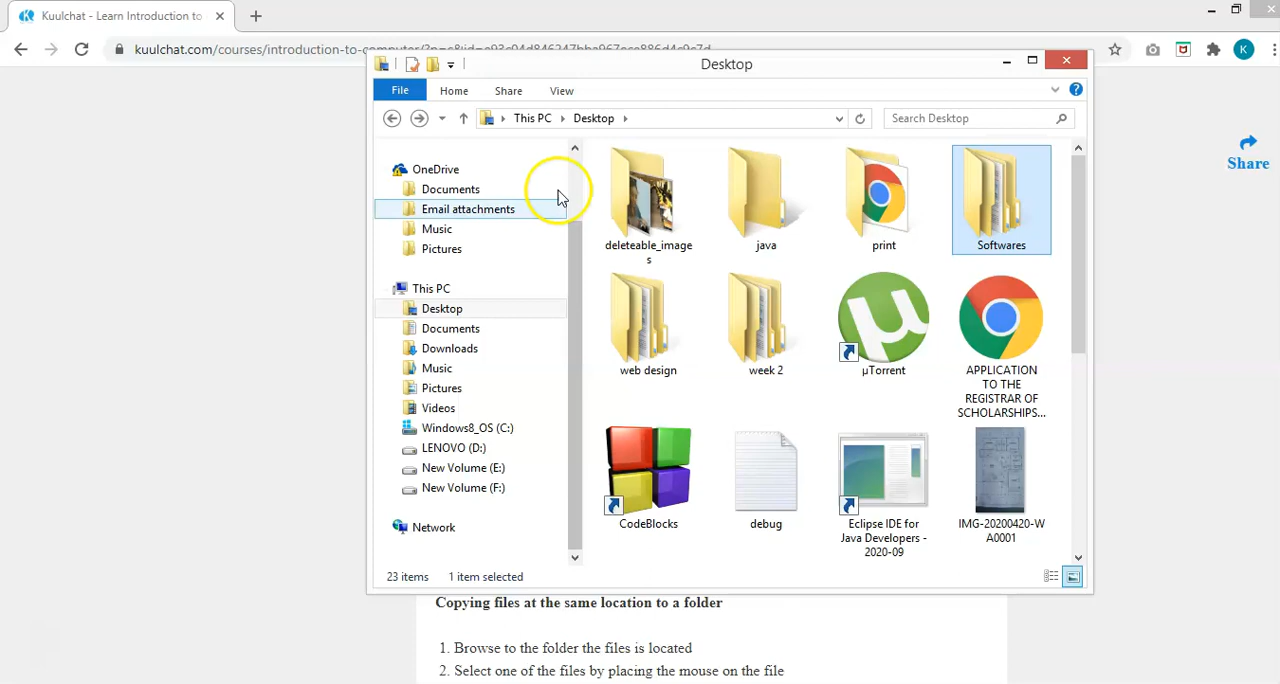 Kuulchat - Learn Introduction to
kuulchat.com/courses/introduction-to-computer/
K
Desktop
File Home Share View
This PC Desktop
Search Desktop
Share
OneDrive
Documents
Email attachments
Music
Pictures
This PC
Desktop
Documents
Downloads
Music
Pictures
Videos
Windows8_OS (C:)
LENOVO (D:)
New Volume (E:)
New Volume (F:)
Network
deleteable_image
s
java
print
Softwares
web design
week 2
µTorrent
APPLICATION
TO THE
REGISTRAR OF
SCHOLARSHIPS...
CodeBlocks
debug
Eclipse IDE for
Java Developers -
2020-09
IMG-20200420-W
A0001
23 items 1 item selected
Copying files at the same location to a folder
1. Browse to the folder the files is located
2. Select one of the files by placing the mouse on the file